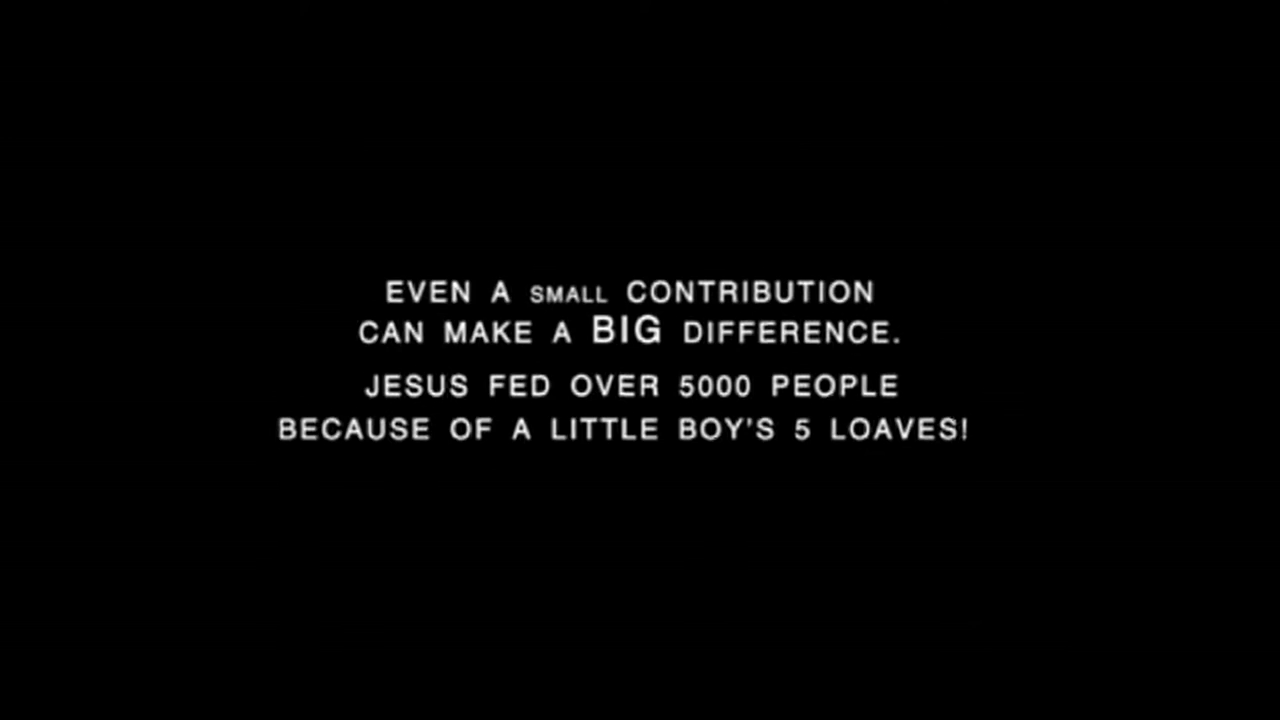 EVEN A SMALL CONTRIBUTION
CAN MAKE A BIG DIFFERENCE.
JESUS FED OVER 5000 PEOPLE
BECAUSE OF A LITTLE BOY'S 5 LOAVES!